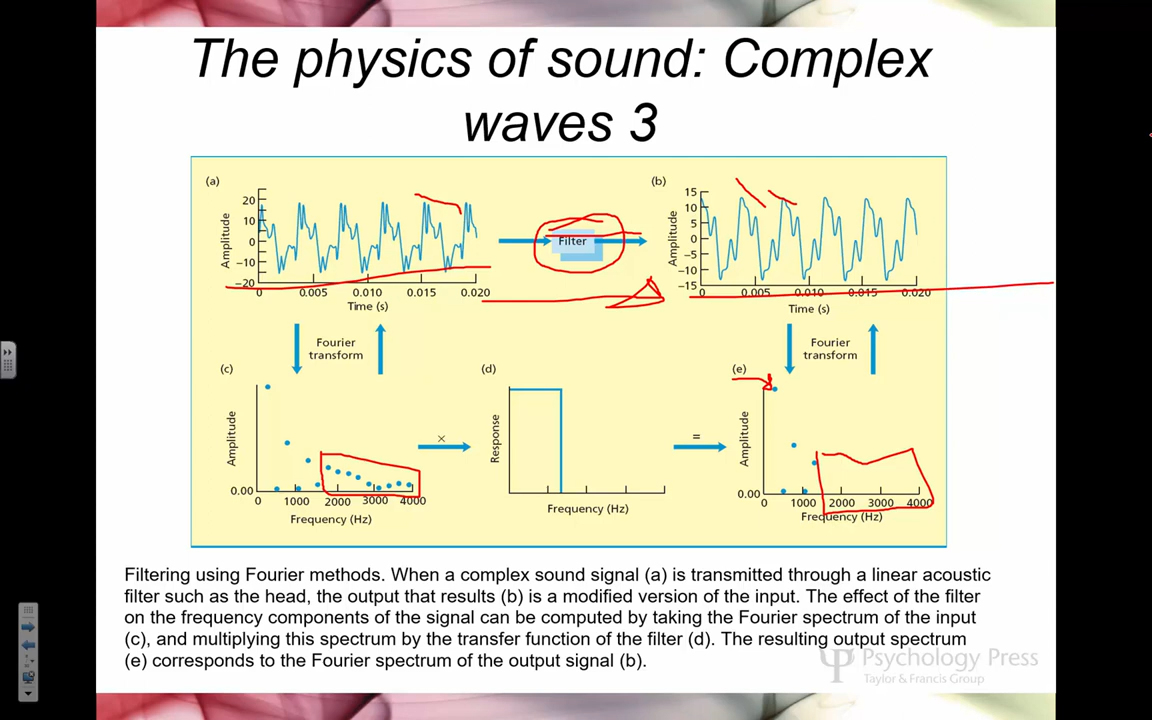 The physics of sound: Complex
waves 3
(a)
20
10
0
−10
−20
Amplitude
0 0.005 0.010 0.015 0.020
Time (s)
Filter
(b)
15
10
5
0
−5
−10
−15
Amplitude
0 0.005 0.010 0.015 0.020
Time (s)
Fourier
transform
Fourier
transform
(c)
Amplitude
0.00
0 1000 2000 3000 4000
Frequency (Hz)
×
(d)
Response
Frequency (Hz)
=
(e)
Amplitude
0.00
0 1000 2000 3000 4000
Frequency (Hz)
Filtering using Fourier methods. When a complex sound signal (a) is transmitted through a linear acoustic
filter such as the head, the output that results (b) is a modified version of the input. The effect of the filter
on the frequency components of the signal can be computed by taking the Fourier spectrum of the input
(c), and multiplying this spectrum by the transfer function of the filter (d). The resulting output spectrum
(e) corresponds to the Fourier spectrum of the output signal (b).
Psychology Press
Taylor & Francis Group